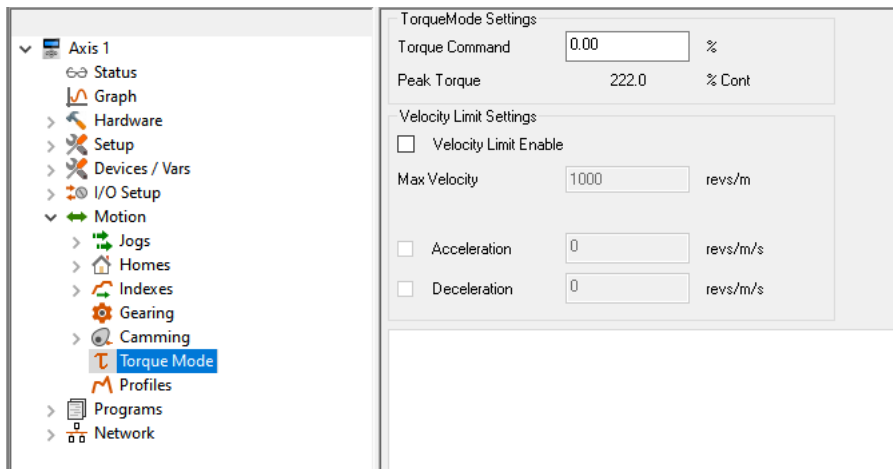 Axis 1
Status
Graph
Hardware
Setup
Devices / Vars
I/O Setup
Motion
Jogs
Homes
Indexes
Gearing
Camming
τ Torque Mode
Profiles
Programs
Network
TorqueMode Settings
Torque Command 0.00 %
Peak Torque 222.0 % Cont
Velocity Limit Settings
Velocity Limit Enable
Max Velocity 1000 revs/m
Acceleration 0 revs/m/s
Deceleration 0 revs/m/s